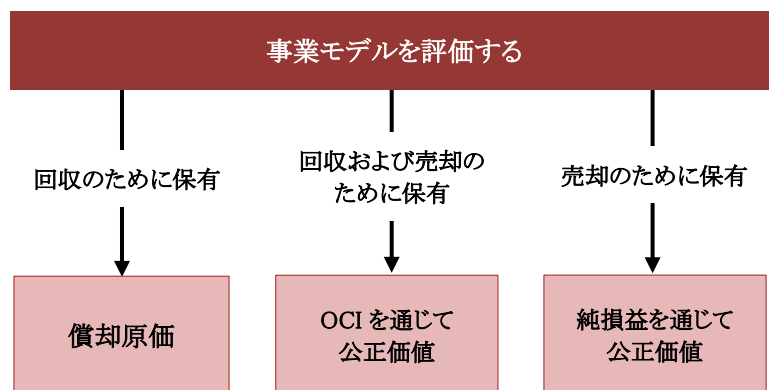 事業モデルを評価する
回収のために保有
回収および売却の
ために保有
売却のために保有
償却原価
OCI を通じて
公正価値
純損益を通じて
公正価値